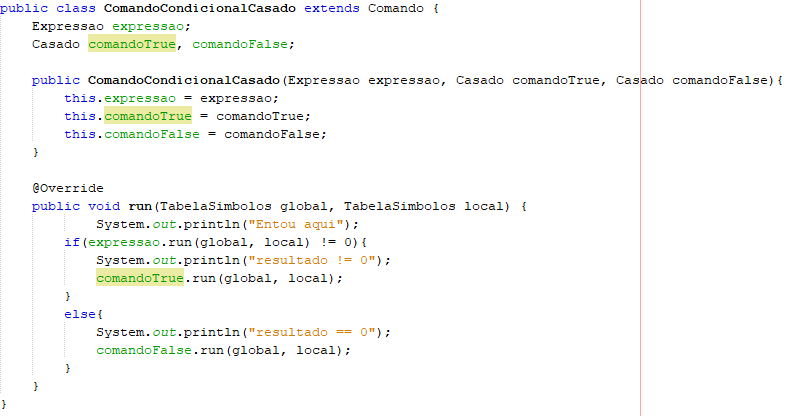 public class ComandoCondicionalCasado extends Comando {
    Expressao expressao;
    Casado comandoTrue, comandoFalse;
    public ComandoCondicionalCasado(Expressao expressao, Casado comandoTrue, Casado comandoFalse){
        this.expressao = expressao;
        this.comandoTrue = comandoTrue;
        this.comandoFalse = comandoFalse;
    }
    @Override
    public void run(TabelaSimbolos global, TabelaSimbolos local) {
            System.out.println("Entou aqui");
        if(expressao.run(global, local) != 0){
            System.out.println("resultado != 0");
            comandoTrue.run(global, local);
        }
        else{
            System.out.println("resultado == 0");
            comandoFalse.run(global, local);
        }
    }
}